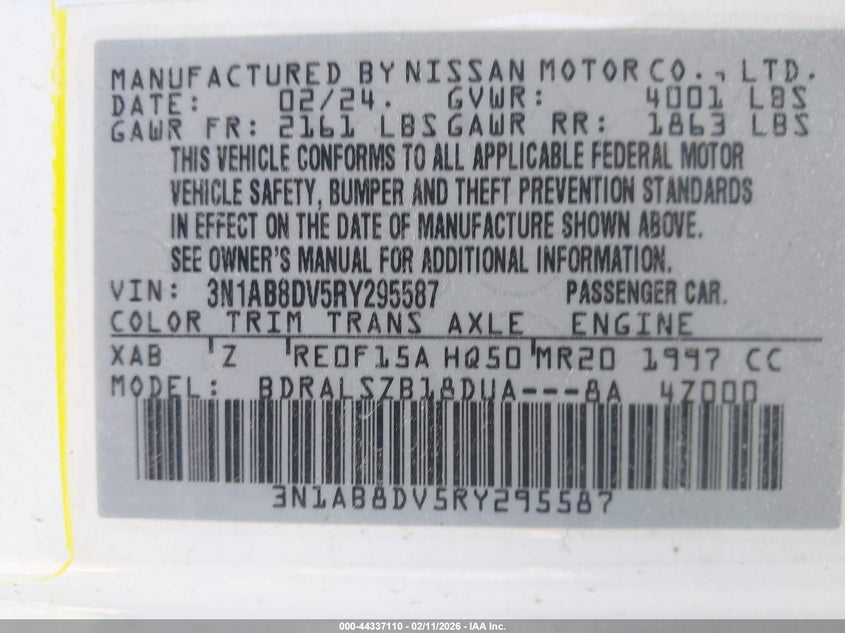 MANUFACTURED BY NISSAN MOTOR CO., LTD.
DATE: 02/24. GVWR: 4001 LBS
GAWR FR: 2161 LBS GAWR RR: 1863 LBS
THIS VEHICLE CONFORMS TO ALL APPLICABLE FEDERAL MOTOR
VEHICLE SAFETY, BUMPER AND THEFT PREVENTION STANDARDS
IN EFFECT ON THE DATE OF MANUFACTURE SHOWN ABOVE.
SEE OWNER'S MANUAL FOR ADDITIONAL INFORMATION.
VIN: 3N1AB8DV5RY295587 PASSENGER CAR.
COLOR TRIM TRANS AXLE ENGINE
XAB Z RE0F15A HQ50 MR20 1997 CC
MODEL: BDRALSZB18DUA---8A 4Z000
3N1AB8DV5RY295587
000-44337110 - 02/11/2026 - IAA Inc.